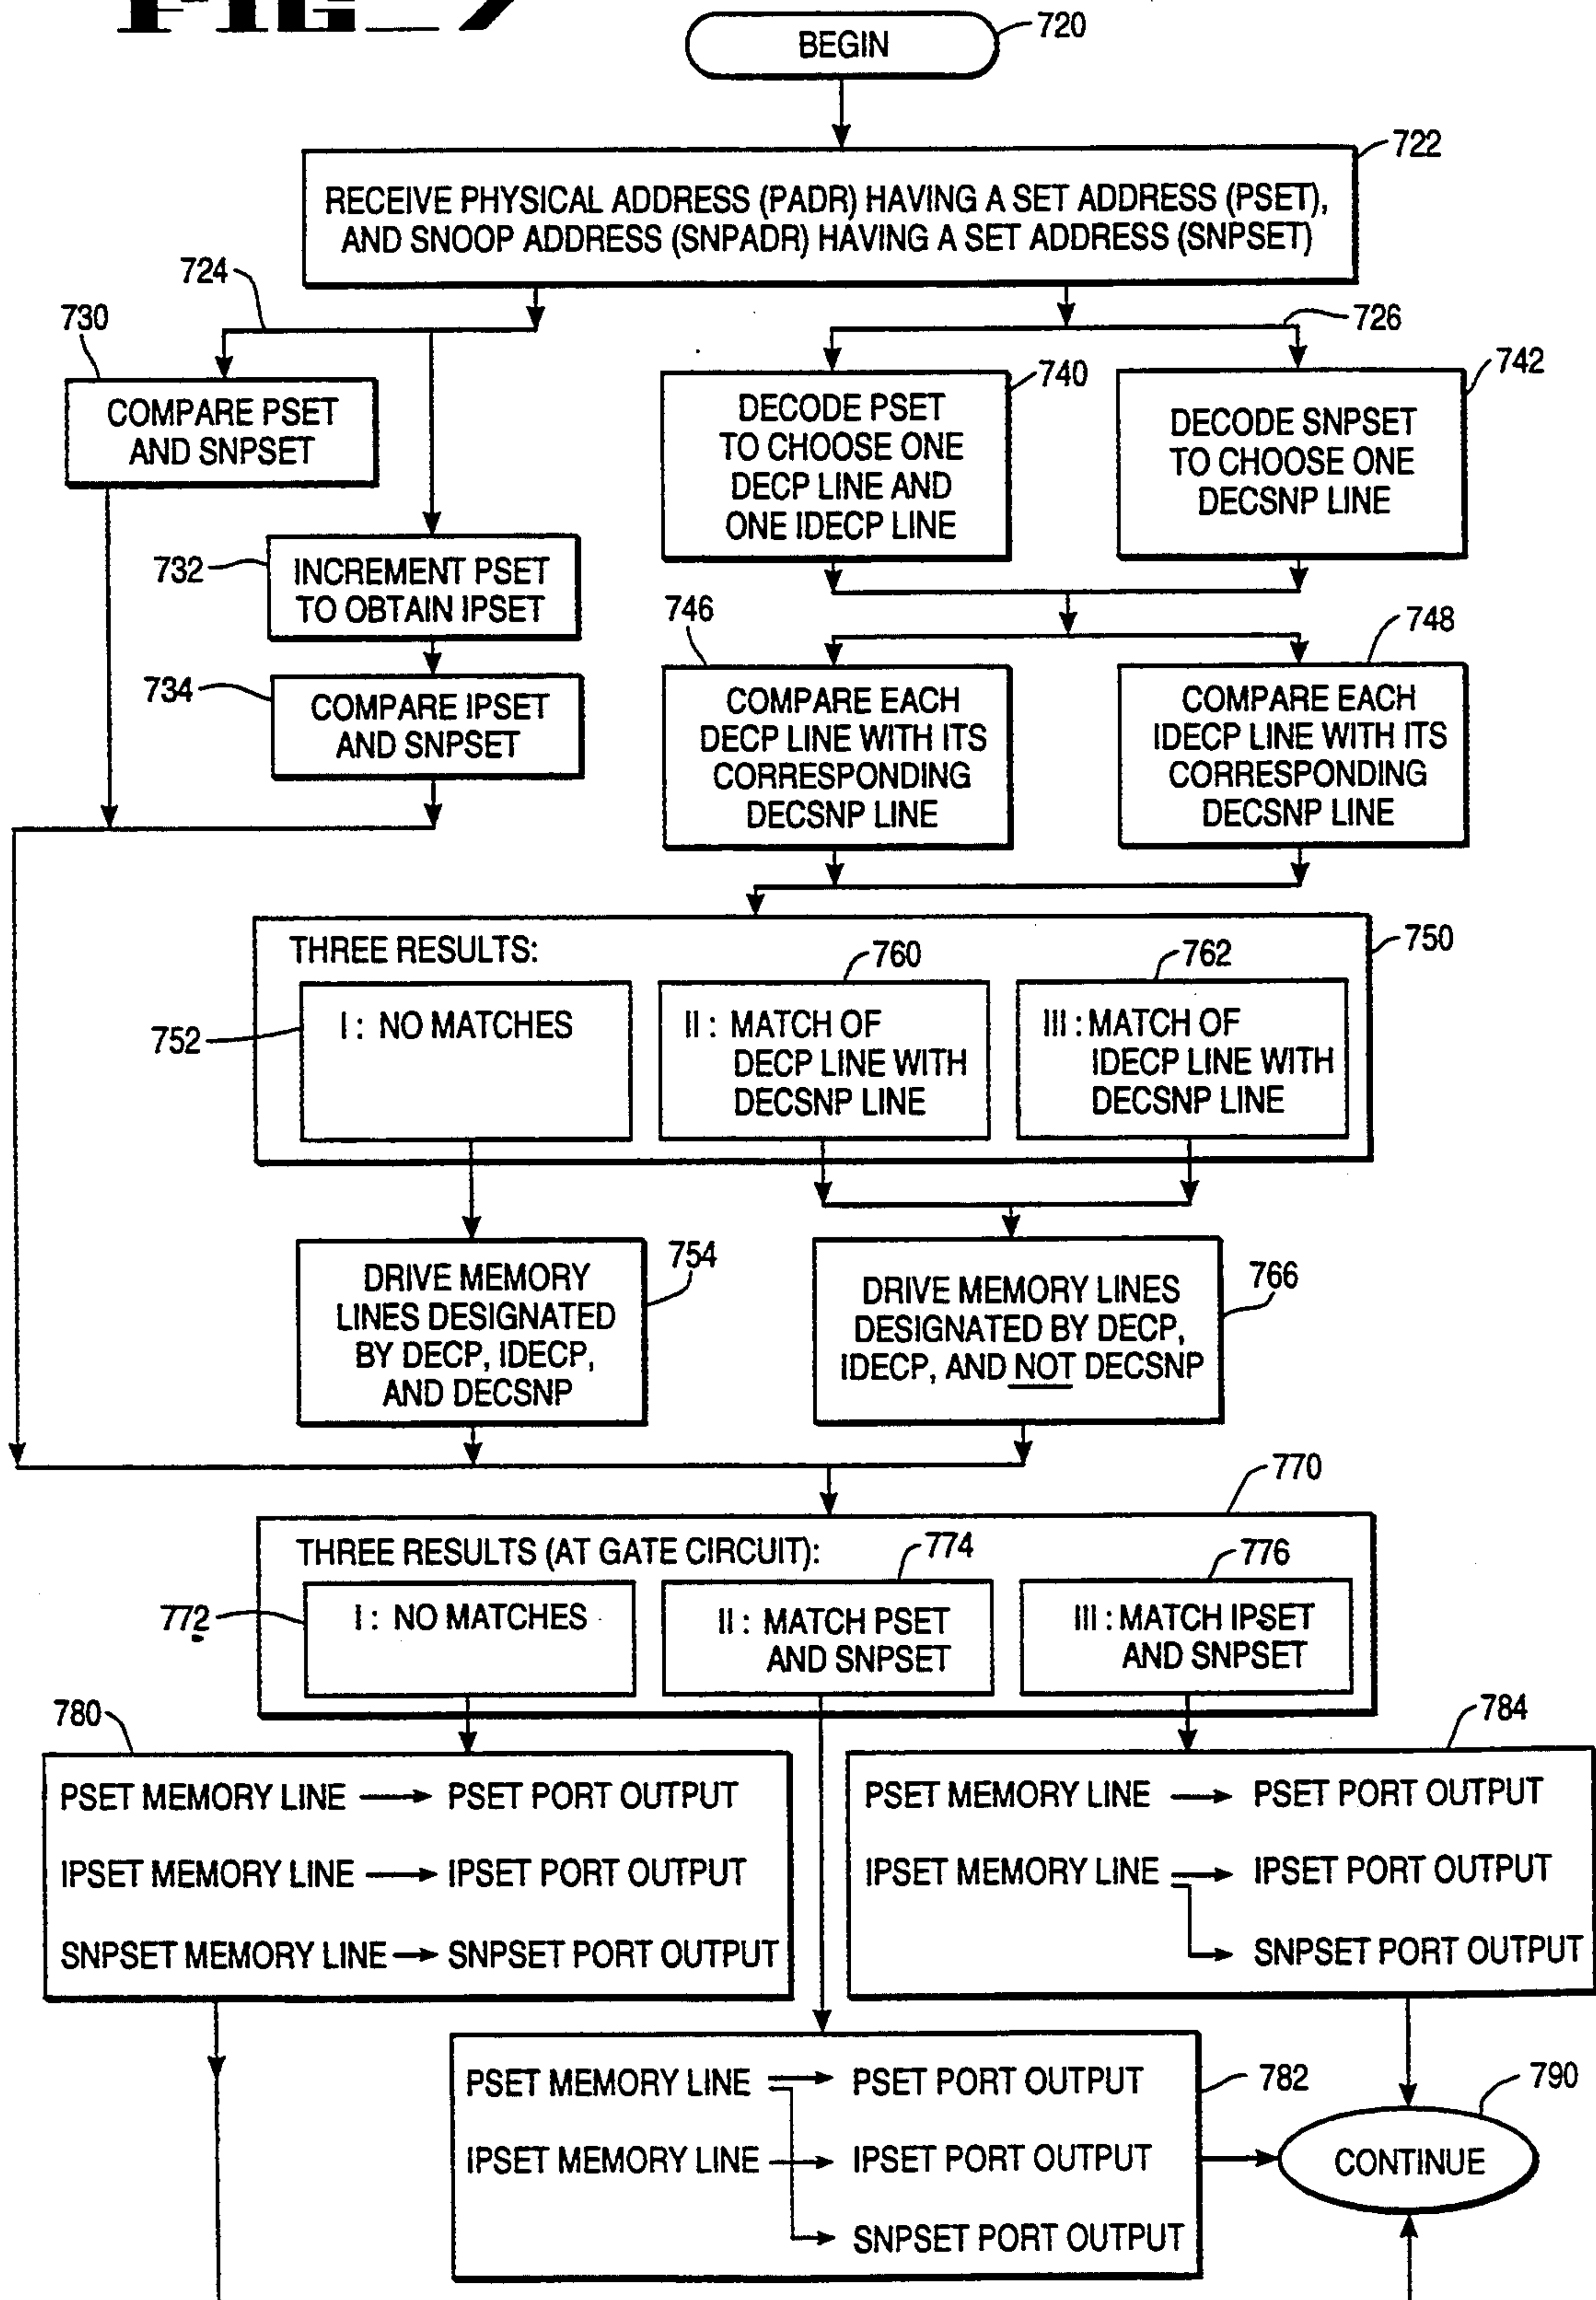 FIG_7
BEGIN
720
722
RECEIVE PHYSICAL ADDRESS (PADR) HAVING A SET ADDRESS (PSET),
AND SNOOP ADDRESS (SNPADR) HAVING A SET ADDRESS (SNPSET)
724
726
730
COMPARE PSET
AND SNPSET
732
INCREMENT PSET
TO OBTAIN IPSET
734
COMPARE IPSET
AND SNPSET
740
DECODE PSET
TO CHOOSE ONE
DECP LINE AND
ONE IDECP LINE
742
DECODE SNPSET
TO CHOOSE ONE
DECSNP LINE
746
COMPARE EACH
DECP LINE WITH ITS
CORRESPONDING
DECSNP LINE
748
COMPARE EACH
IDECP LINE WITH ITS
CORRESPONDING
DECSNP LINE
750
THREE RESULTS:
752
I : NO MATCHES
760
II : MATCH OF
DECP LINE WITH
DECSNP LINE
762
III : MATCH OF
IDECP LINE WITH
DECSNP LINE
754
DRIVE MEMORY
LINES DESIGNATED
BY DECP, IDECP,
AND DECSNP
766
DRIVE MEMORY LINES
DESIGNATED BY DECP,
IDECP, AND NOT DECSNP
770
THREE RESULTS (AT GATE CIRCUIT):
772
I : NO MATCHES
774
II : MATCH PSET
AND SNPSET
776
III : MATCH IPSET
AND SNPSET
780
PSET MEMORY LINE → PSET PORT OUTPUT
IPSET MEMORY LINE → IPSET PORT OUTPUT
SNPSET MEMORY LINE → SNPSET PORT OUTPUT
784
PSET MEMORY LINE → PSET PORT OUTPUT
IPSET MEMORY LINE → IPSET PORT OUTPUT
→ SNPSET PORT OUTPUT
782
PSET MEMORY LINE → PSET PORT OUTPUT
IPSET MEMORY LINE → IPSET PORT OUTPUT
→ SNPSET PORT OUTPUT
790
CONTINUE